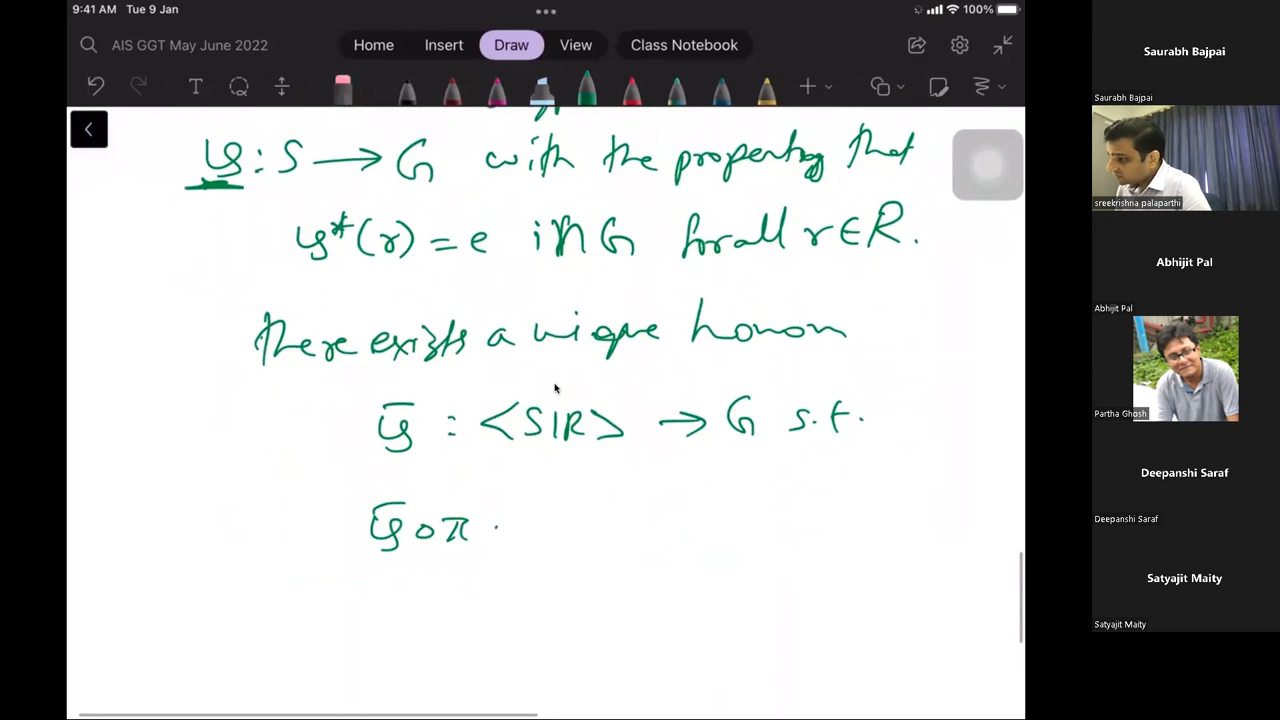 9:41 AM Tue 9 Jan
100%
AIS GGT May June 2022
Home Insert Draw View Class Notebook
φ : S → G with the property that
φ*(r) = e in G for all r ∈ R.
there exists a unique homom
φ̄ : <S|R> → G s.t.
φ̄ ∘ π
Saurabh Bajpai
Saurabh Bajpai
sreekrishna palaparthi
Abhijit Pal
Abhijit Pal
Partha Ghosh
Deepanshi Saraf
Deepanshi Saraf
Satyajit Maity
Satyajit Maity